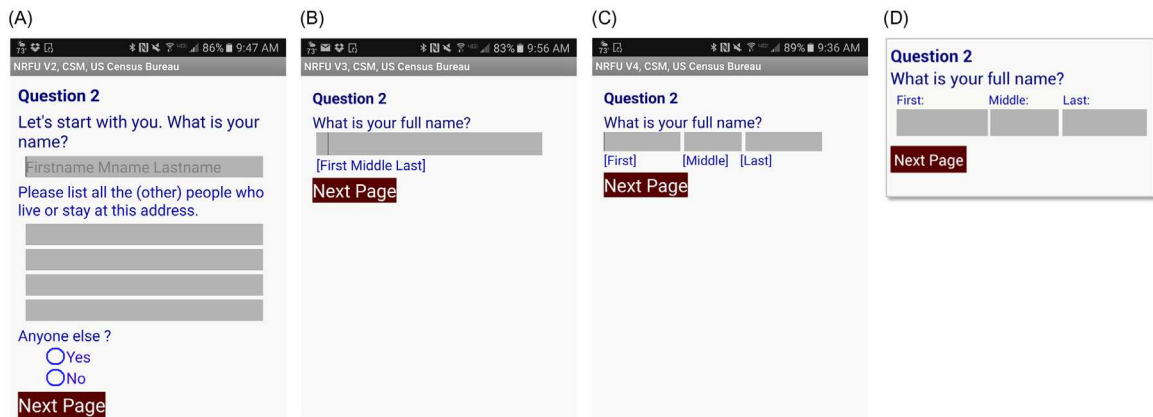 (A)
73° 86% 9:47 AM
NRFU V2, CSM, US Census Bureau
Question 2
Let's start with you. What is your
name?
Firstname Mname Lastname
Please list all the (other) people who
live or stay at this address.
Anyone else ?
Yes
No
Next Page
(B)
73° 83% 9:56 AM
NRFU V3, CSM, US Census Bureau
Question 2
What is your full name?
[First Middle Last]
Next Page
(C)
73° 89% 9:36 AM
NRFU V4, CSM, US Census Bureau
Question 2
What is your full name?
[First] [Middle] [Last]
Next Page
(D)
Question 2
What is your full name?
First: Middle: Last:
Next Page